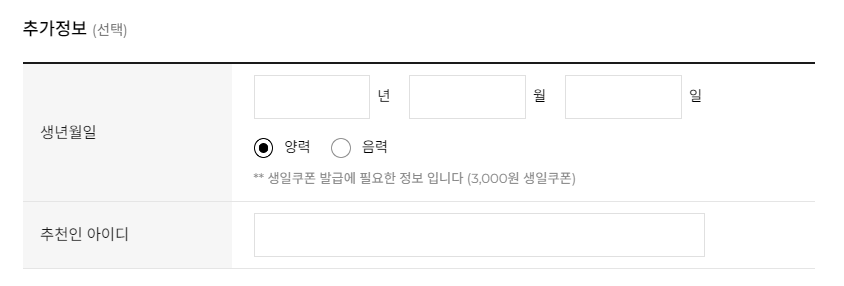 추가정보 (선택)
생년월일
년 월 일
양력 음력
** 생일쿠폰 발급에 필요한 정보 입니다 (3,000원 생일쿠폰)
추천인 아이디